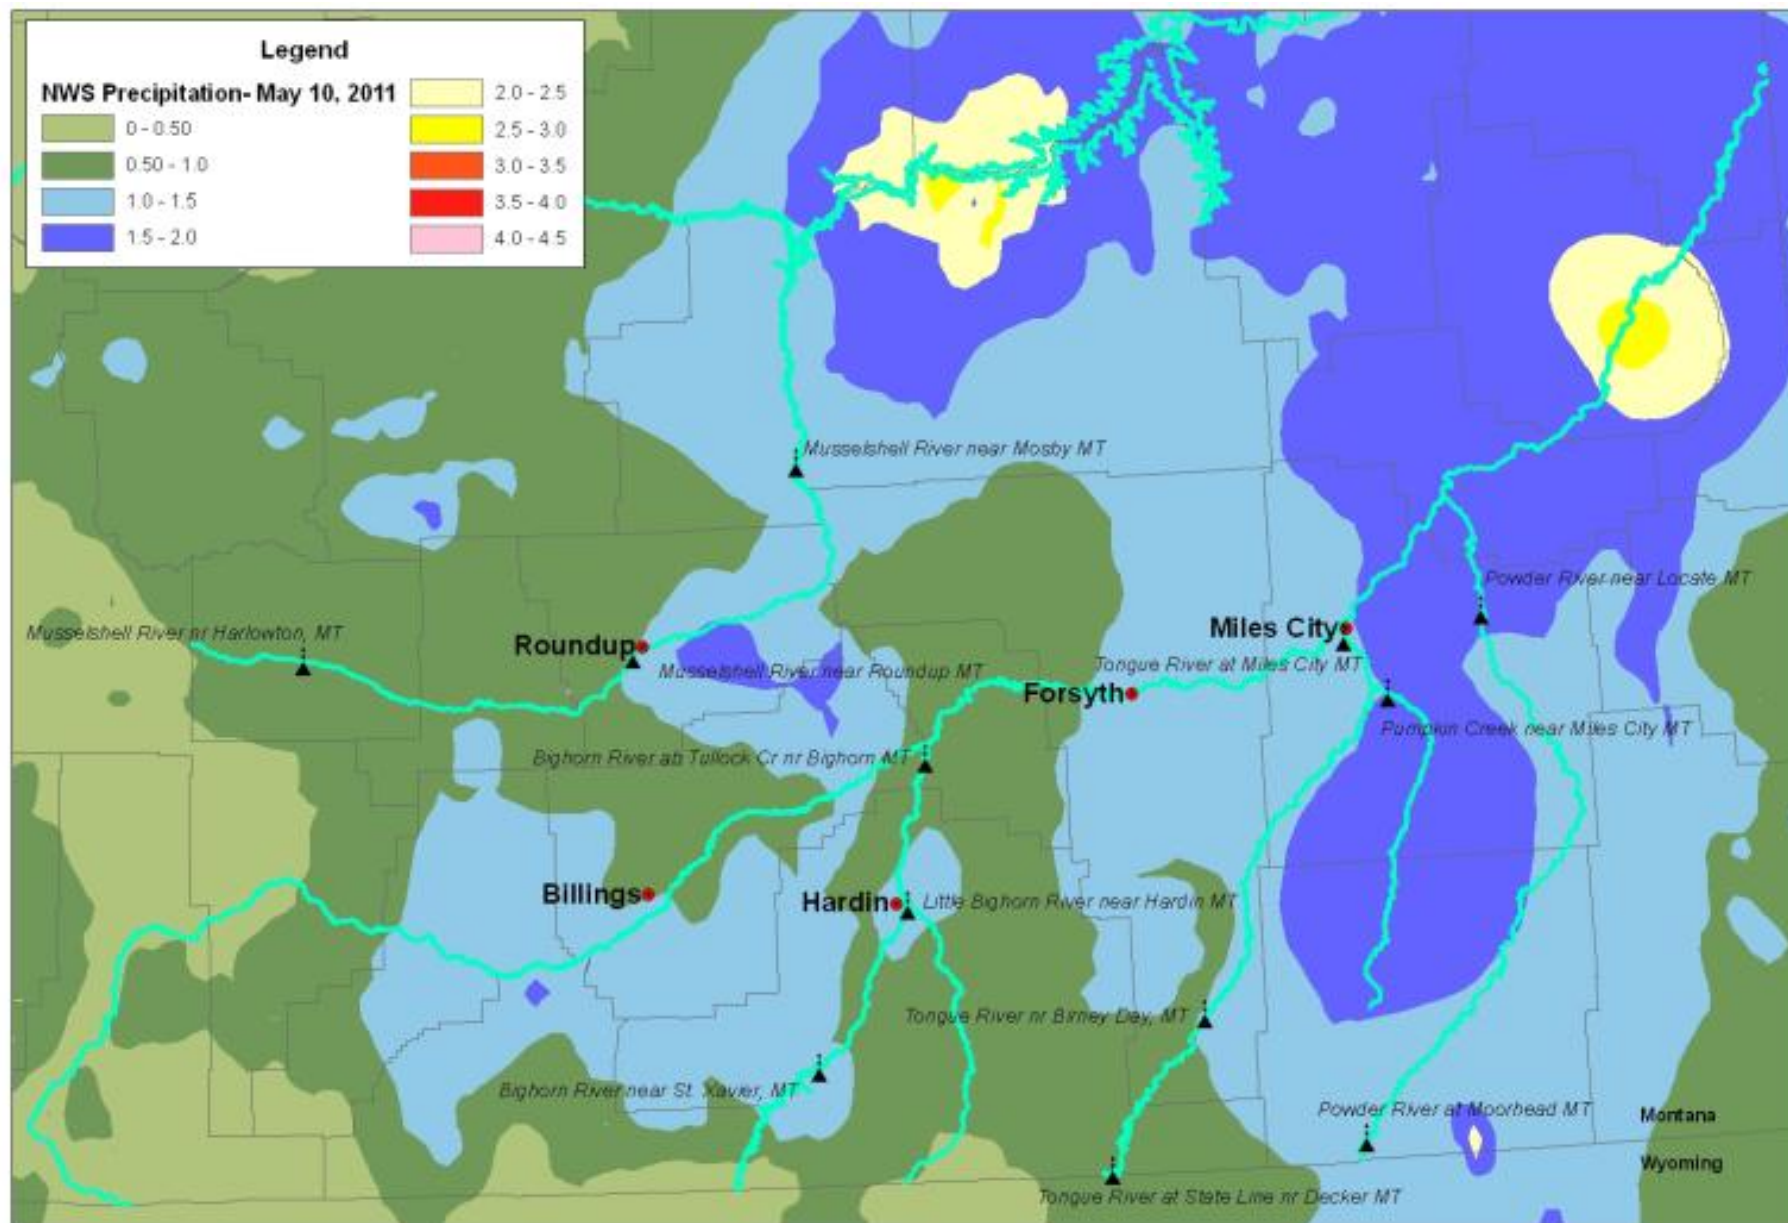 Legend
NWS Precipitation- May 10, 2011
0 - 0.50
0.50 - 1.0
1.0 - 1.5
1.5 - 2.0
2.0 - 2.5
2.5 - 3.0
3.0 - 3.5
3.5 - 4.0
4.0 - 4.5
Musselshell River near Mosby MT
Powder River near Locate MT
Musselshell River nr Harlowton, MT
Roundup
Miles City
Musselshell River near Roundup MT
Tongue River at Miles City MT
Forsyth
Pumpkin Creek near Miles City MT
Bighorn River ab Tullock Cr nr Bighorn MT
Billings
Hardin
Little Bighorn River near Hardin MT
Tongue River nr Birney Day, MT
Bighorn River near St. Xavier, MT
Powder River at Moorhead MT
Montana
Wyoming
Tongue River at State Line nr Decker MT